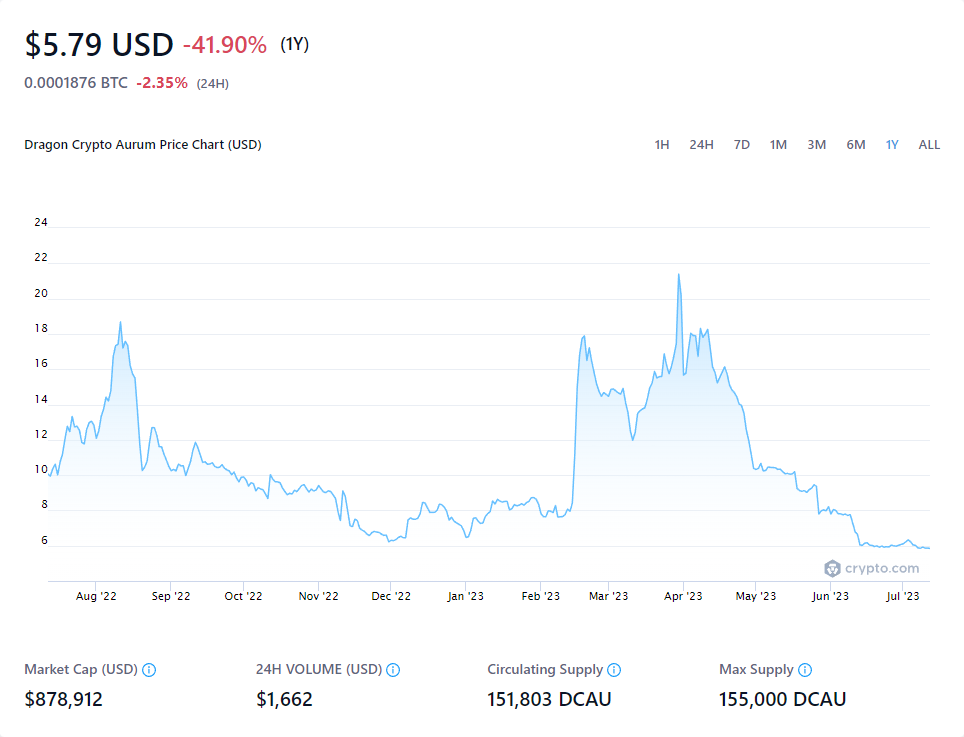 $5.79 USD -41.90% (1Y)
0.0001876 BTC -2.35% (24H)
Dragon Crypto Aurum Price Chart (USD)
1H 24H 7D 1M 3M 6M 1Y ALL
24
22
20
18
16
14
12
10
8
6
crypto.com
Aug '22 Sep '22 Oct '22 Nov '22 Dec '22 Jan '23 Feb '23 Mar '23 Apr '23 May '23 Jun '23 Jul '23
Market Cap (USD) 24H VOLUME (USD) Circulating Supply Max Supply
$878,912 $1,662 151,803 DCAU 155,000 DCAU